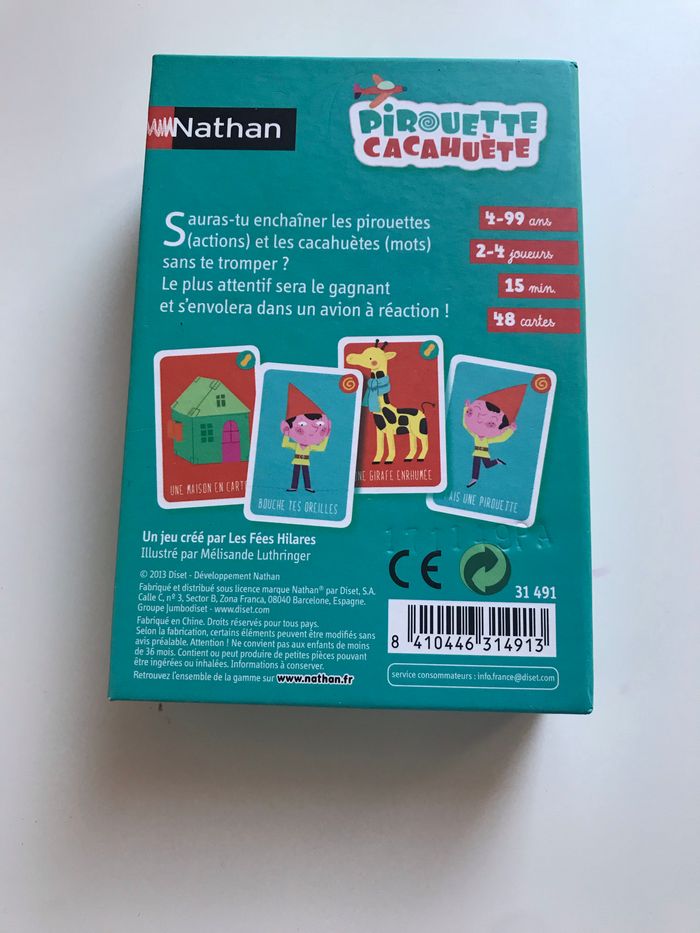 Nathan
PIROUETTE
CACAHUÈTE
Sauras-tu enchaîner les pirouettes
(actions) et les cacahuètes (mots)
sans te tromper ?
Le plus attentif sera le gagnant
et s'envolera dans un avion à réaction !
4-99 ans
2-4 joueurs
15 min.
48 cartes
UNE MAISON EN
BOUCHE TES OREILLES
GIRAFE ENRHUMÉE
UNE PIROUETTE
Un jeu créé par Les Fées Hilares
Illustré par Mélisande Luthringer
© 2013 Diset - Développement Nathan
Fabriqué et distribué sous licence marque Nathan® par Diset, S.A.
Calle C, nº 3, Sector B, Zona Franca, 08040 Barcelone, Espagne.
Groupe Jumbodiset - www.diset.com
Fabriqué en Chine. Droits réservés pour tous pays.
Selon la fabrication, certains éléments peuvent être modifiés sans
avis préalable. Attention ! Ne convient pas aux enfants de moins
de 36 mois. Contient ou peut produire de petites pièces pouvant
être ingérées ou inhalées. Informations à conserver.
Retrouvez l'ensemble de la gamme sur www.nathan.fr
CE
31 491
8 410446 314913
service consommateurs : info.france@diset.com